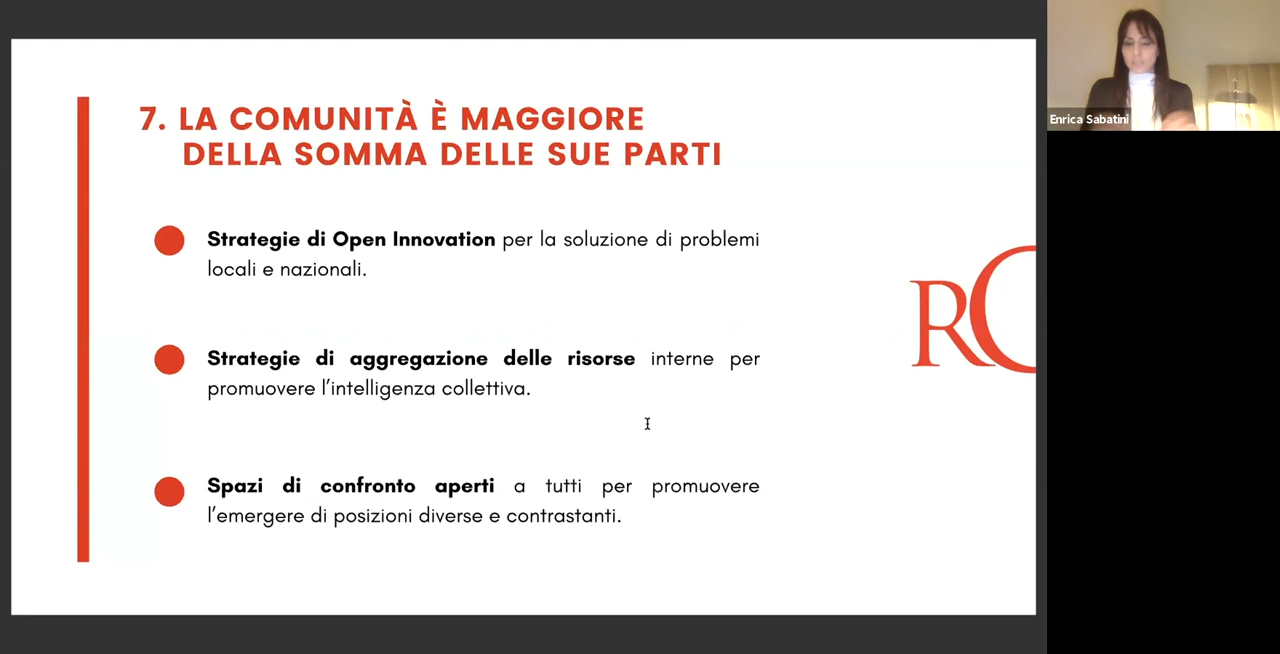 7. LA COMUNITÀ È MAGGIORE
DELLA SOMMA DELLE SUE PARTI
Strategie di Open Innovation per la soluzione di problemi
locali e nazionali.
Strategie di aggregazione delle risorse interne per
promuovere l'intelligenza collettiva.
Spazi di confronto aperti a tutti per promuovere
l'emergere di posizioni diverse e contrastanti.
RO
Enrica Sabatini